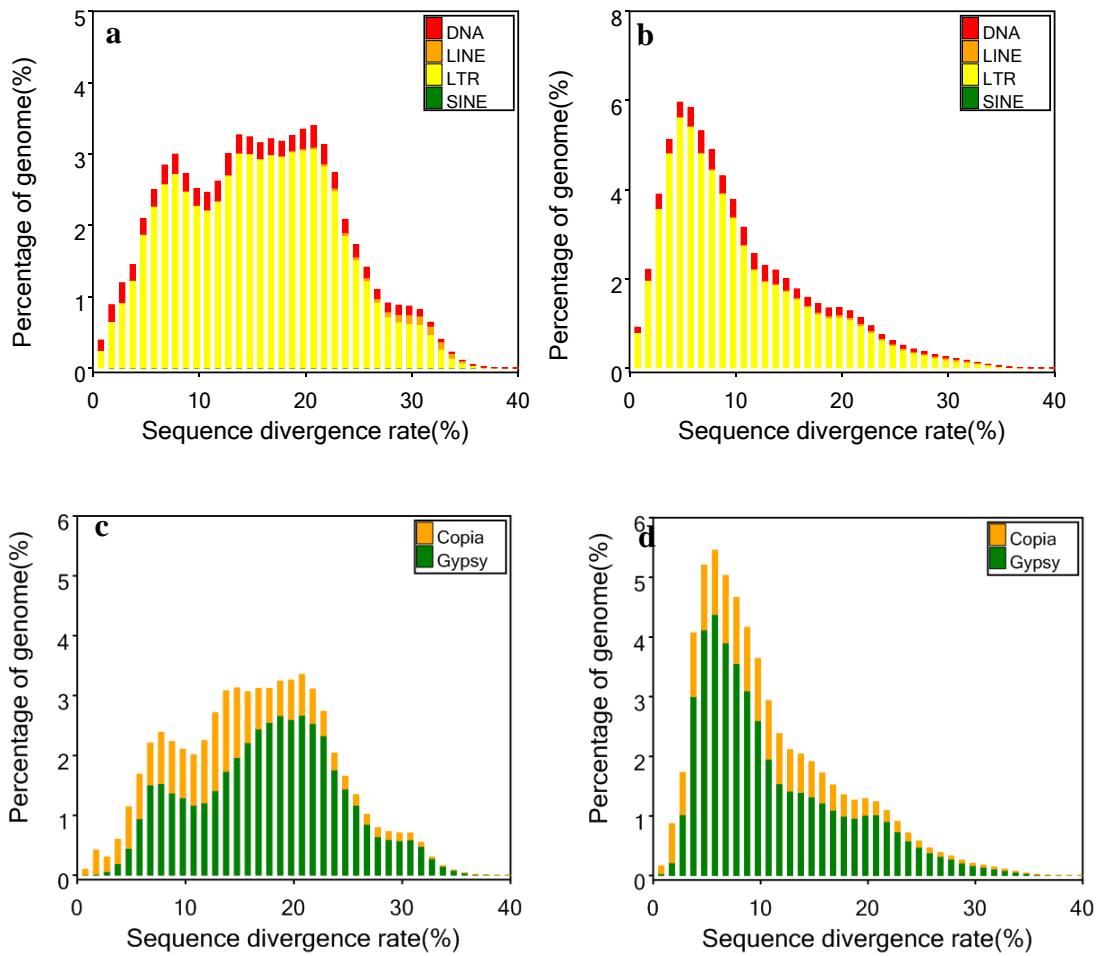 a
DNA
LINE
LTR
SINE
5
4
3
2
1
0
0 10 20 30 40
Percentage of genome(%)
Sequence divergence rate(%)
b
DNA
LINE
LTR
SINE
8
6
4
2
0
0 10 20 30 40
Percentage of genome(%)
Sequence divergence rate(%)
c
Copia
Gypsy
6
5
4
3
2
1
0
0 10 20 30 40
Percentage of genome(%)
Sequence divergence rate(%)
d
Copia
Gypsy
6
5
4
3
2
1
0
0 10 20 30 40
Percentage of genome(%)
Sequence divergence rate(%)